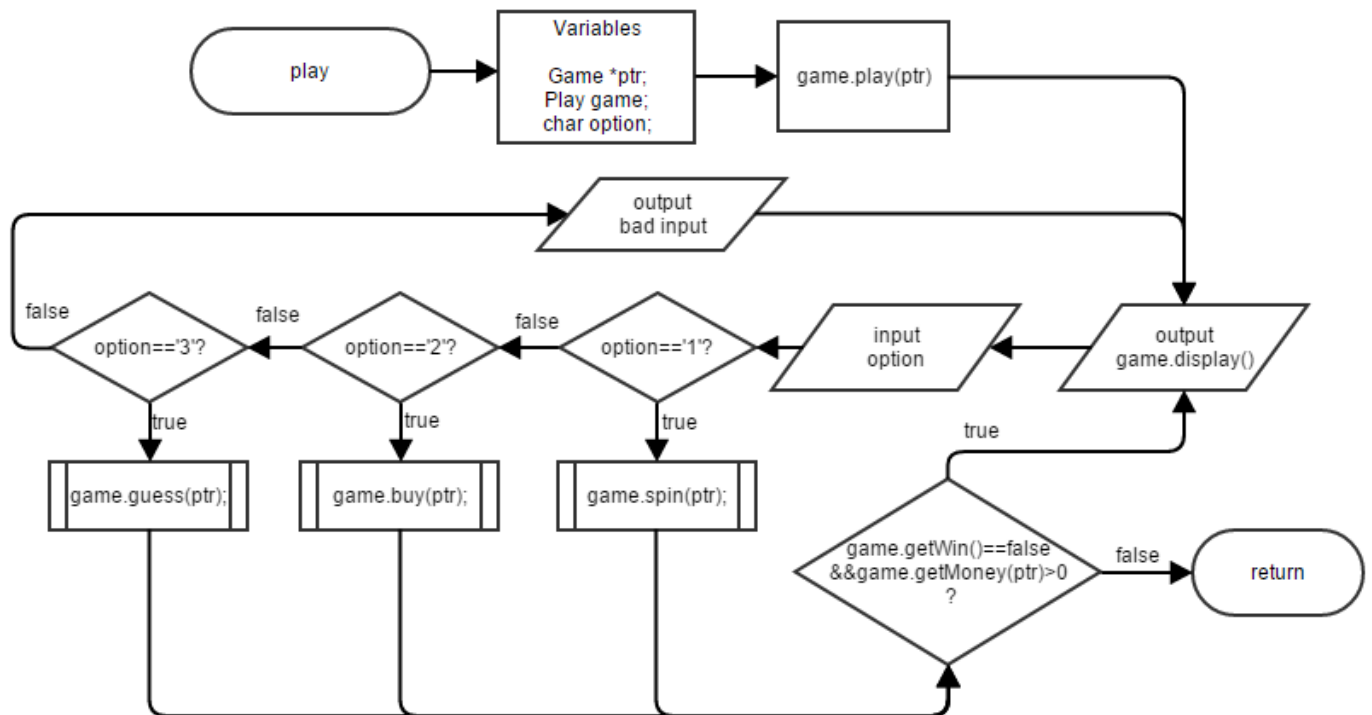 play
Variables
Game *ptr;
Play game;
char option;
game.play(ptr)
output
bad input
false
option=='3'?
false
option=='2'?
false
option=='1'?
input
option
output
game.display()
true
true
true
true
game.guess(ptr);
game.buy(ptr);
game.spin(ptr);
game.getWin()==false
&&game.getMoney(ptr)>0
?
false
return